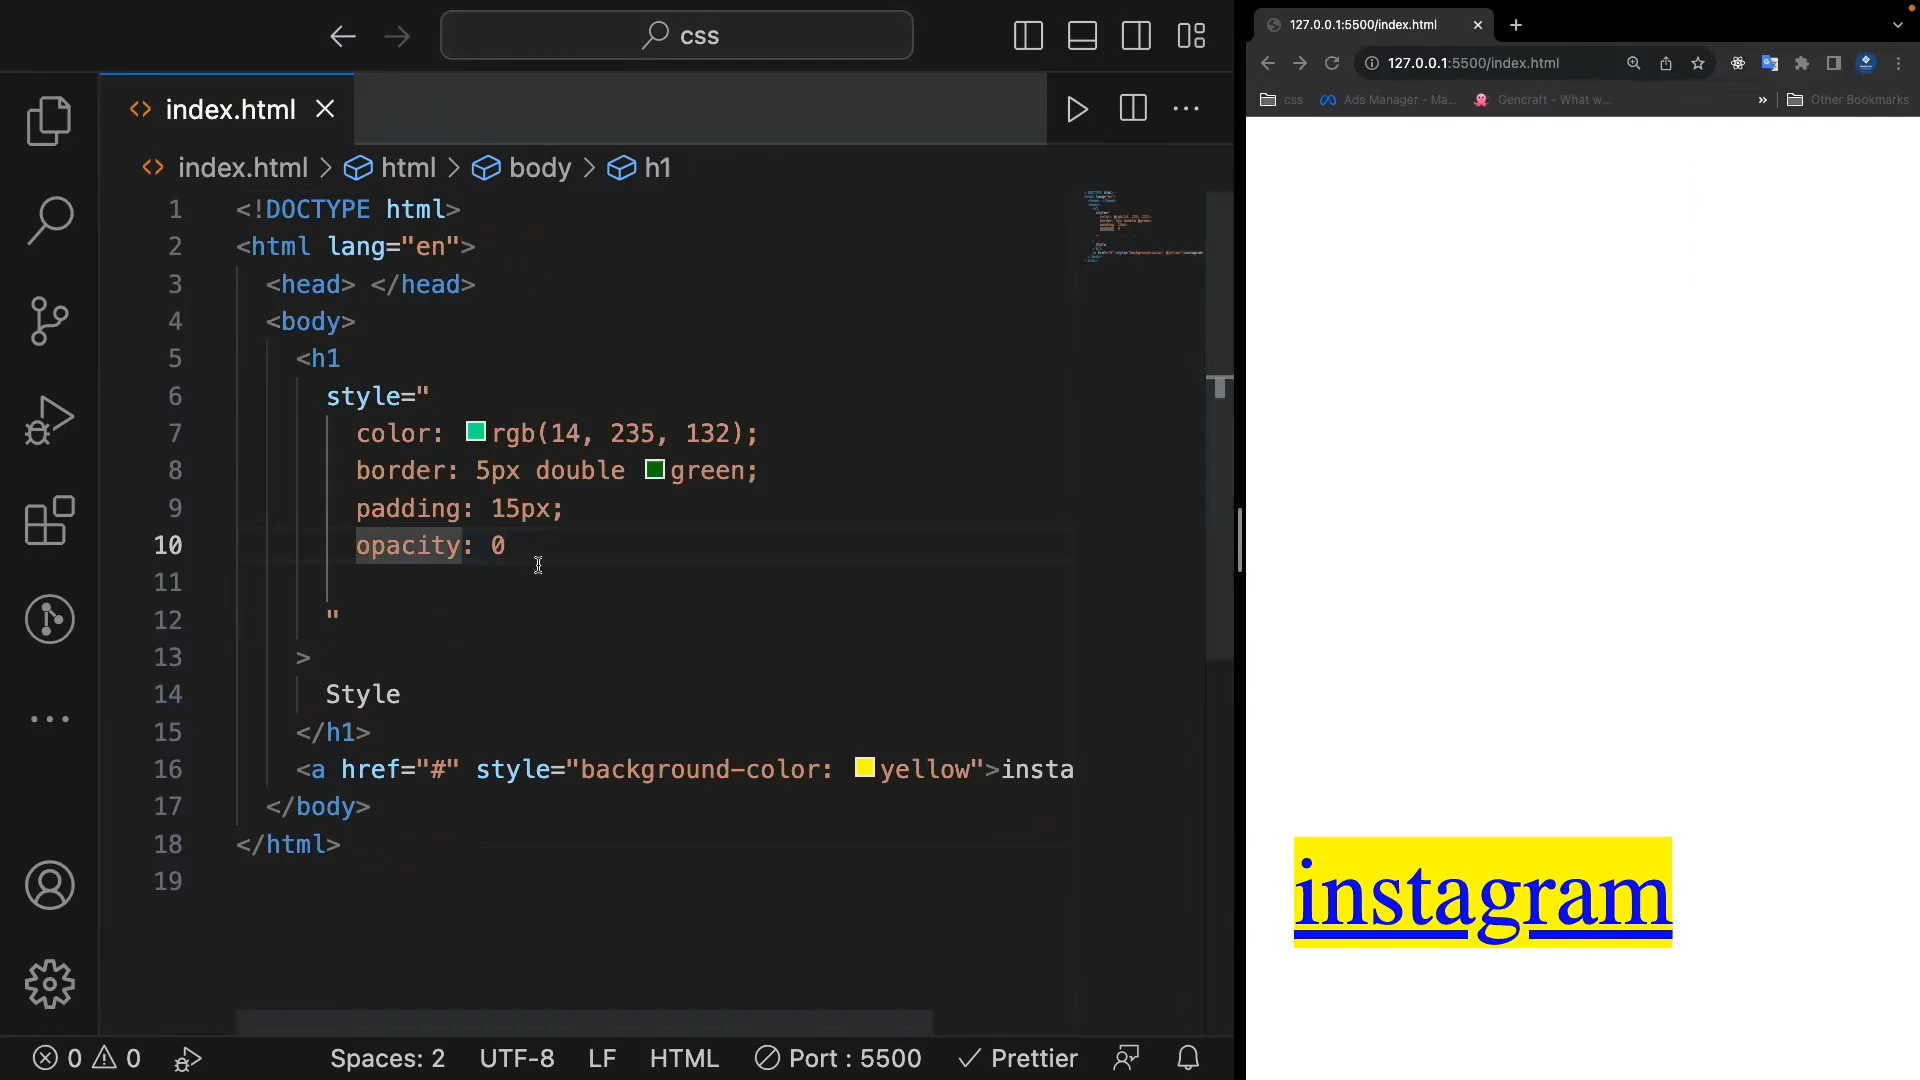 css
index.html
index.html > html > body > h1
1 <!DOCTYPE html>
2 <html lang="en">
3 <head> </head>
4 <body>
5 <h1
6 style="
7 color: rgb(14, 235, 132);
8 border: 5px double green;
9 padding: 15px;
10 opacity: 0
11
12 "
13 >
14 Style
15 </h1>
16 <a href="#" style="background-color: yellow">insta
17 </body>
18 </html>
19
0 0 Spaces: 2 UTF-8 LF HTML Port : 5500 Prettier
127.0.0.1:5500/index.html
127.0.0.1:5500/index.html
css Ads Manager - Ma... Gencraft - What w... » Other Bookmarks
instagram